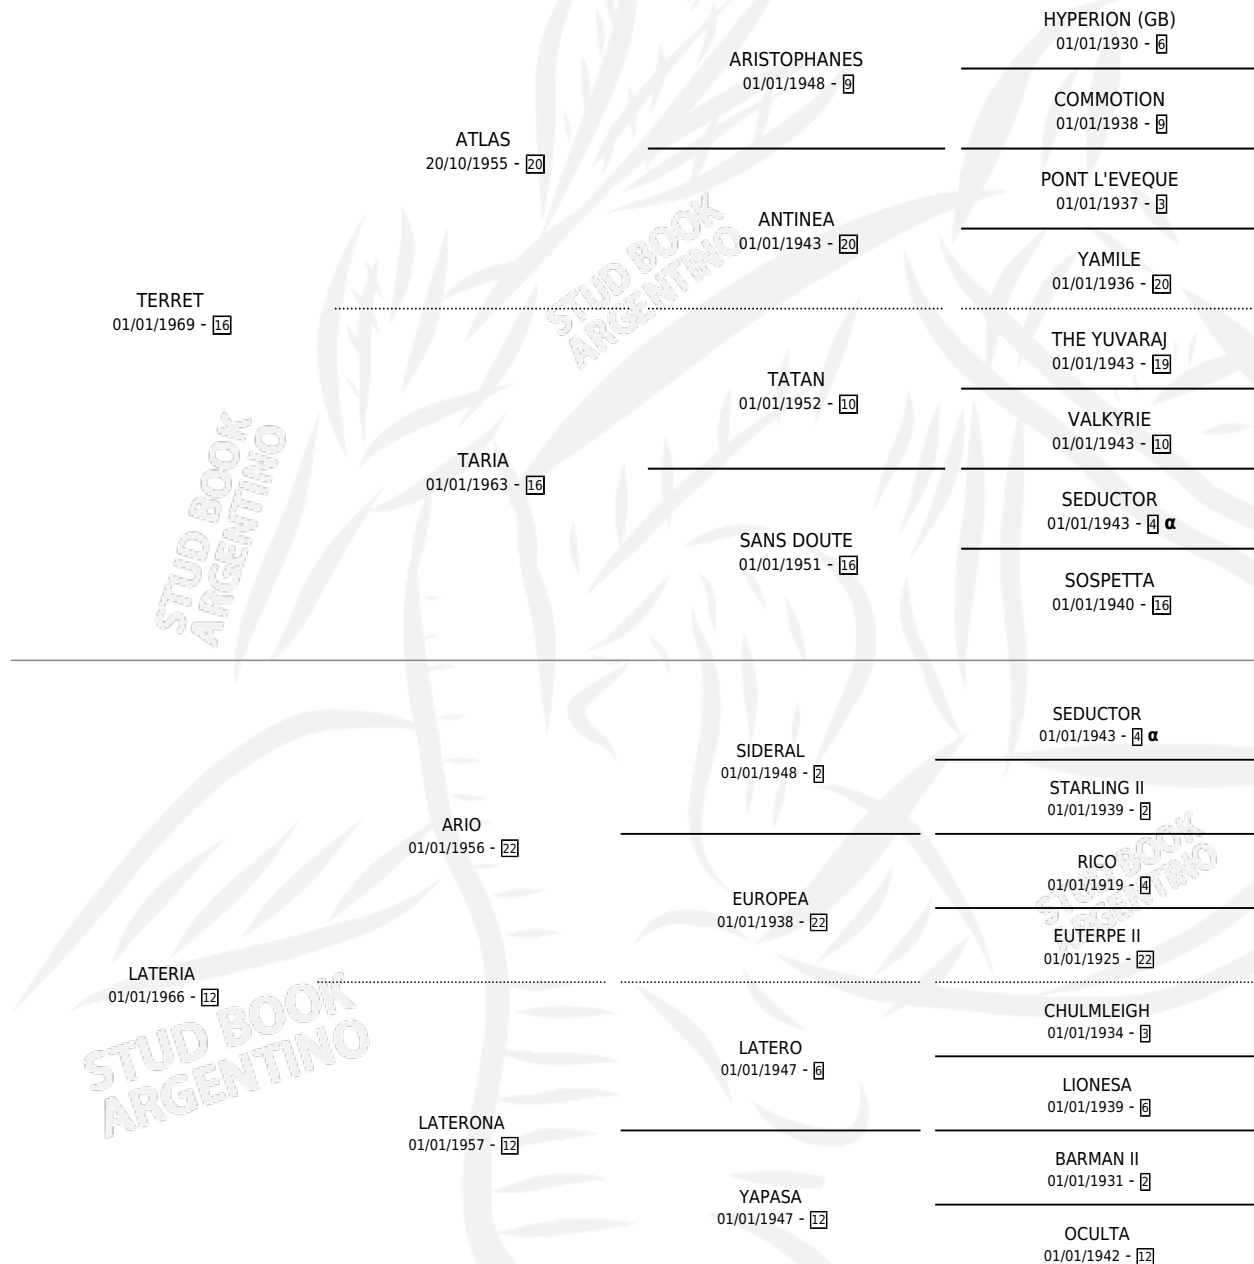 HYPERION (GB)
01/01/1930 - 6
ARISTOPHANES
01/01/1948 - 9
COMMOTION
01/01/1938 - 9
ATLAS
20/10/1955 - 20
PONT L'EVEQUE
01/01/1937 - 3
ANTINEA
01/01/1943 - 20
YAMILE
01/01/1936 - 20
TERRET
01/01/1969 - 16
THE YUVARAJ
01/01/1943 - 19
TATAN
01/01/1952 - 10
VALKYRIE
01/01/1943 - 10
TARIA
01/01/1963 - 16
SEDUCTOR
01/01/1943 - 4 α
SANS DOUTE
01/01/1951 - 16
SOSPETTA
01/01/1940 - 16
SEDUCTOR
01/01/1943 - 4 α
SIDERAL
01/01/1948 - 2
STARLING II
01/01/1939 - 2
ARIO
01/01/1956 - 22
RICO
01/01/1919 - 4
EUROPEA
01/01/1938 - 22
EUTERPE II
01/01/1925 - 22
LATERIA
01/01/1966 - 12
CHULMLEIGH
01/01/1934 - 3
LATERO
01/01/1947 - 6
LIONESA
01/01/1939 - 6
LATERONA
01/01/1957 - 12
BARMAN II
01/01/1931 - 2
YAPASA
01/01/1947 - 12
OCULTA
01/01/1942 - 12
STUD BOOK
ARGENTINO
STUD BOOK
ARGENTINO
STUD BOOK
ARGENTINO
STUD BOOK
ARGENTINO